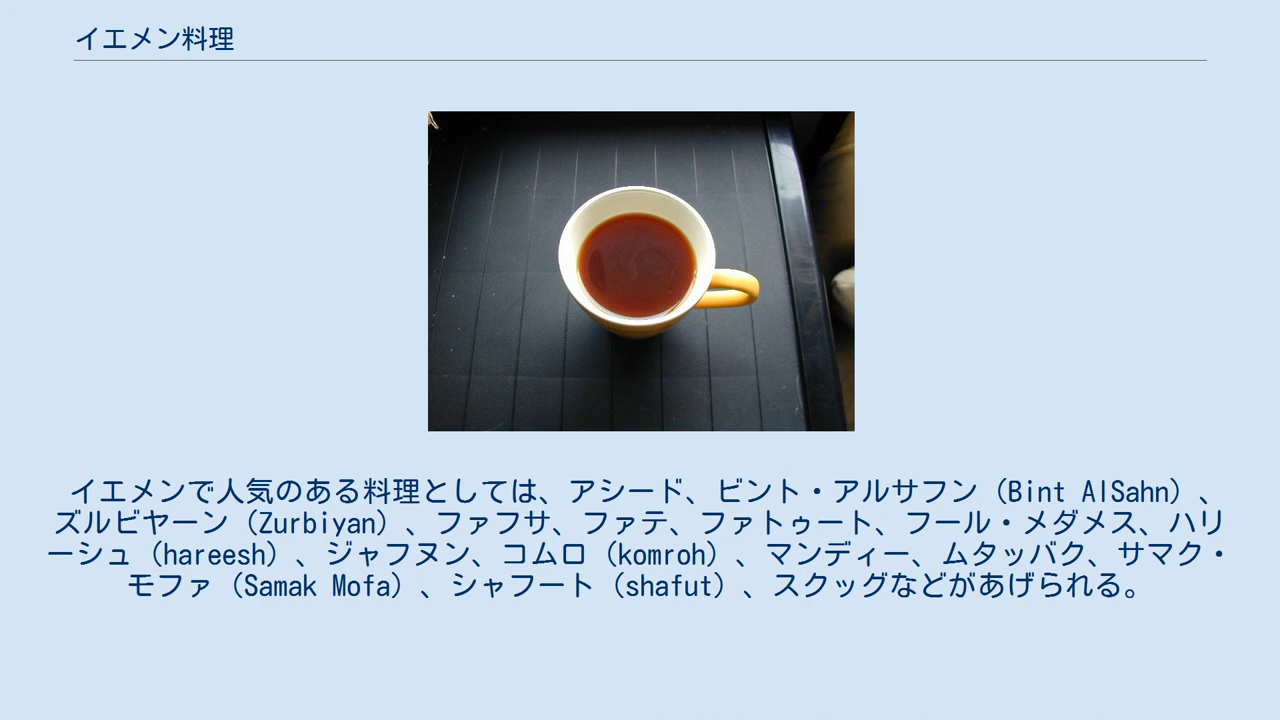 イエメン料理
イエメンで人気のある料理としては、アシード、ビント・アルサフン（Bint AlSahn）、
ズルビヤーン（Zurbiyan）、ファフサ、ファテ、ファトゥート、フール・メダメス、ハリ
ーシュ（hareesh）、ジャフヌン、コムロ（komroh）、マンディー、ムタッバク、サマク・
モファ（Samak Mofa）、シャフート（shafut）、スクッグなどがあげられる。